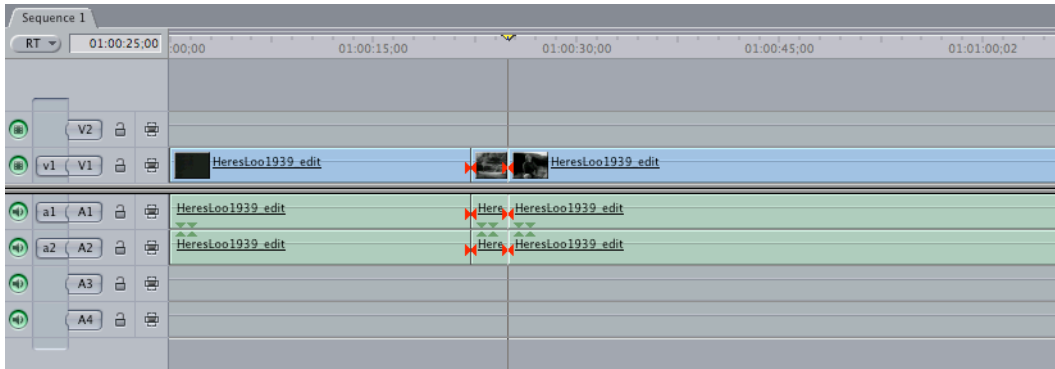 Sequence 1
RT 01:00:25;00 :00;00 01:00:15;00 01:00:30;00 01:00:45;00 01:01:00;02
V2
v1 V1 HeresLoo1939_edit HeresLoo1939_edit
a1 A1 HeresLoo1939_edit Here HeresLoo1939_edit
a2 A2 HeresLoo1939_edit Here HeresLoo1939_edit
A3
A4